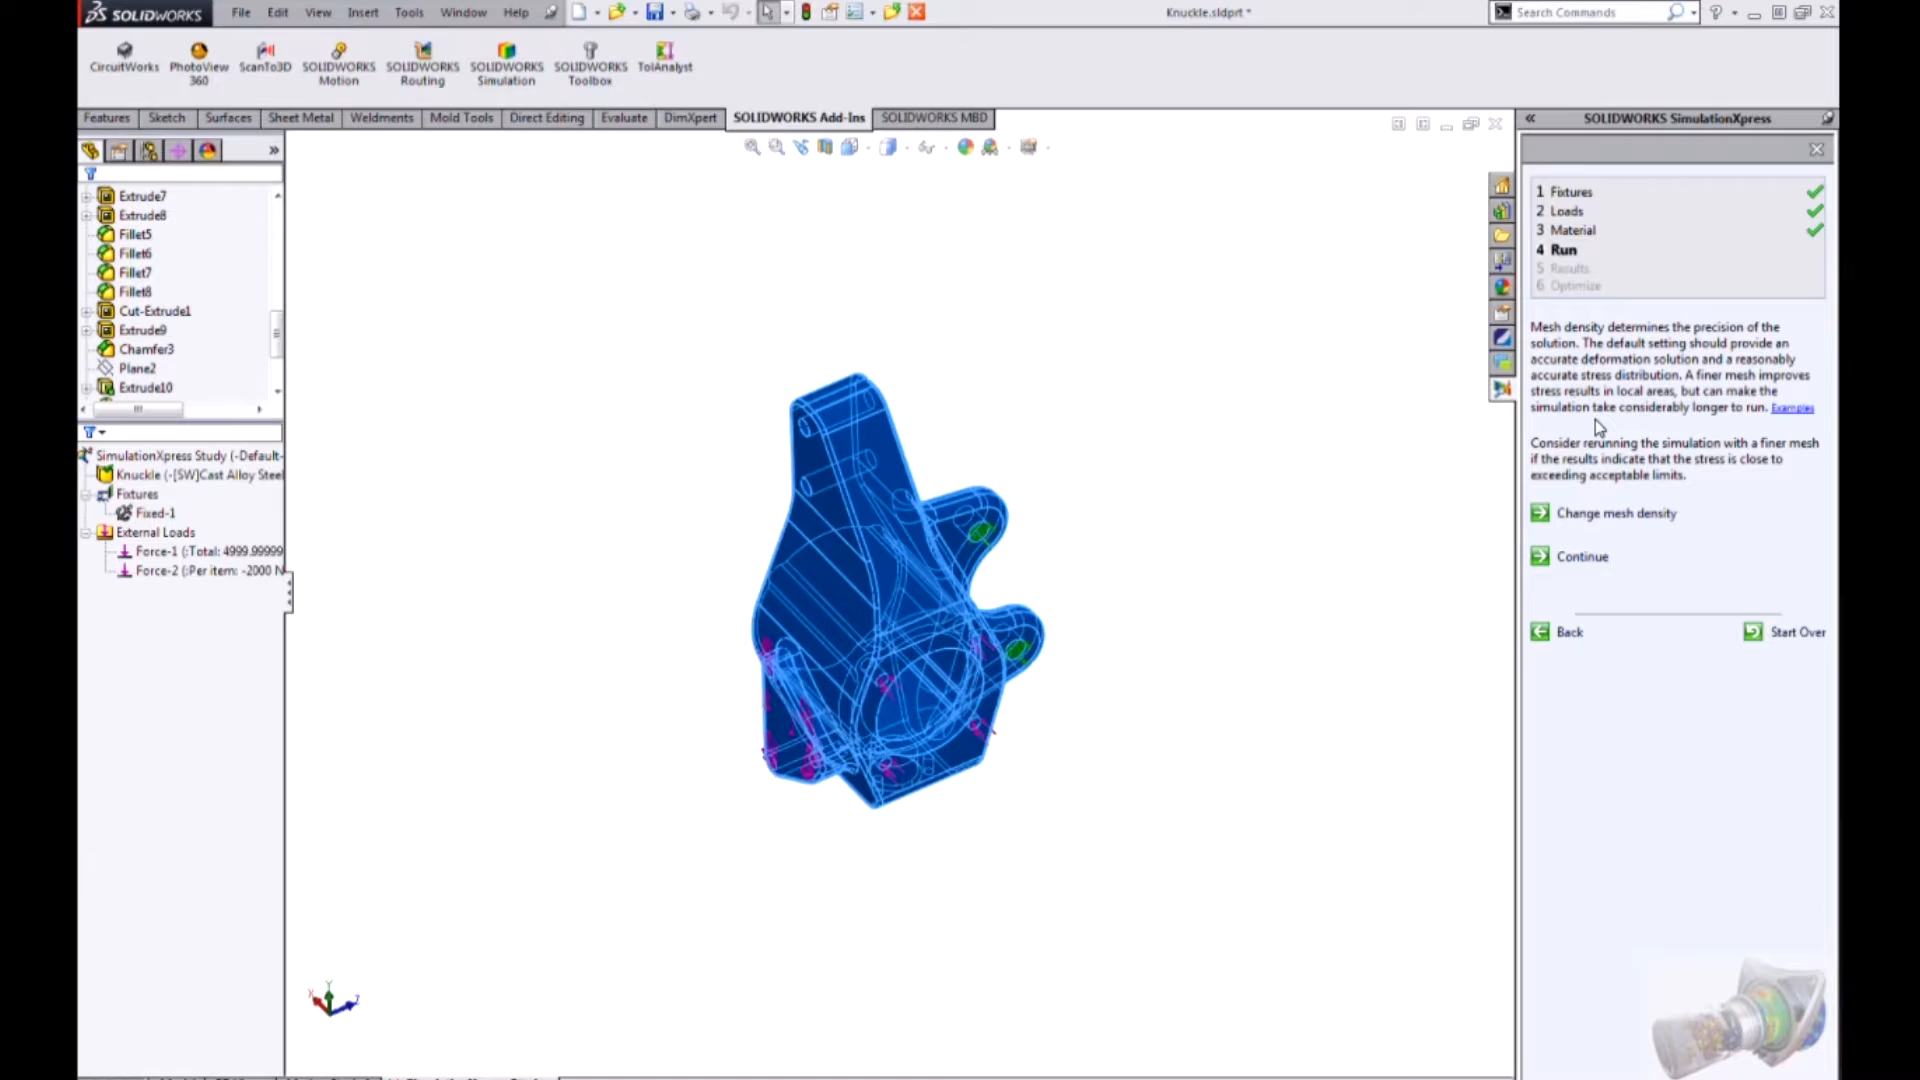 SOLIDWORKS File Edit View Insert Tools Window Help Knuckle.sldprt * Search Commands
CircuitWorks PhotoView 360 ScanTo3D SOLIDWORKS Motion SOLIDWORKS Routing SOLIDWORKS Simulation SOLIDWORKS Toolbox TolAnalyst
Features Sketch Surfaces Sheet Metal Weldments Mold Tools Direct Editing Evaluate DimXpert SOLIDWORKS Add-Ins SOLIDWORKS MBD
Extrude7
Extrude8
Fillet5
Fillet6
Fillet7
Fillet8
Cut-Extrude1
Extrude9
Chamfer3
Plane2
Extrude10
SimulationXpress Study (-Default-
Knuckle (-[SW]Cast Alloy Steel
Fixtures
Fixed-1
External Loads
Force-1 (:Total: 4999.99999
Force-2 (:Per item: -2000 N
Y
X
Z
SOLIDWORKS SimulationXpress
1 Fixtures
2 Loads
3 Material
4 Run
5 Results
6 Optimize
Mesh density determines the precision of the
solution. The default setting should provide an
accurate deformation solution and a reasonably
accurate stress distribution. A finer mesh improves
stress results in local areas, but can make the
simulation take considerably longer to run. Examples
Consider rerunning the simulation with a finer mesh
if the results indicate that the stress is close to
exceeding acceptable limits.
Change mesh density
Continue
Back Start Over